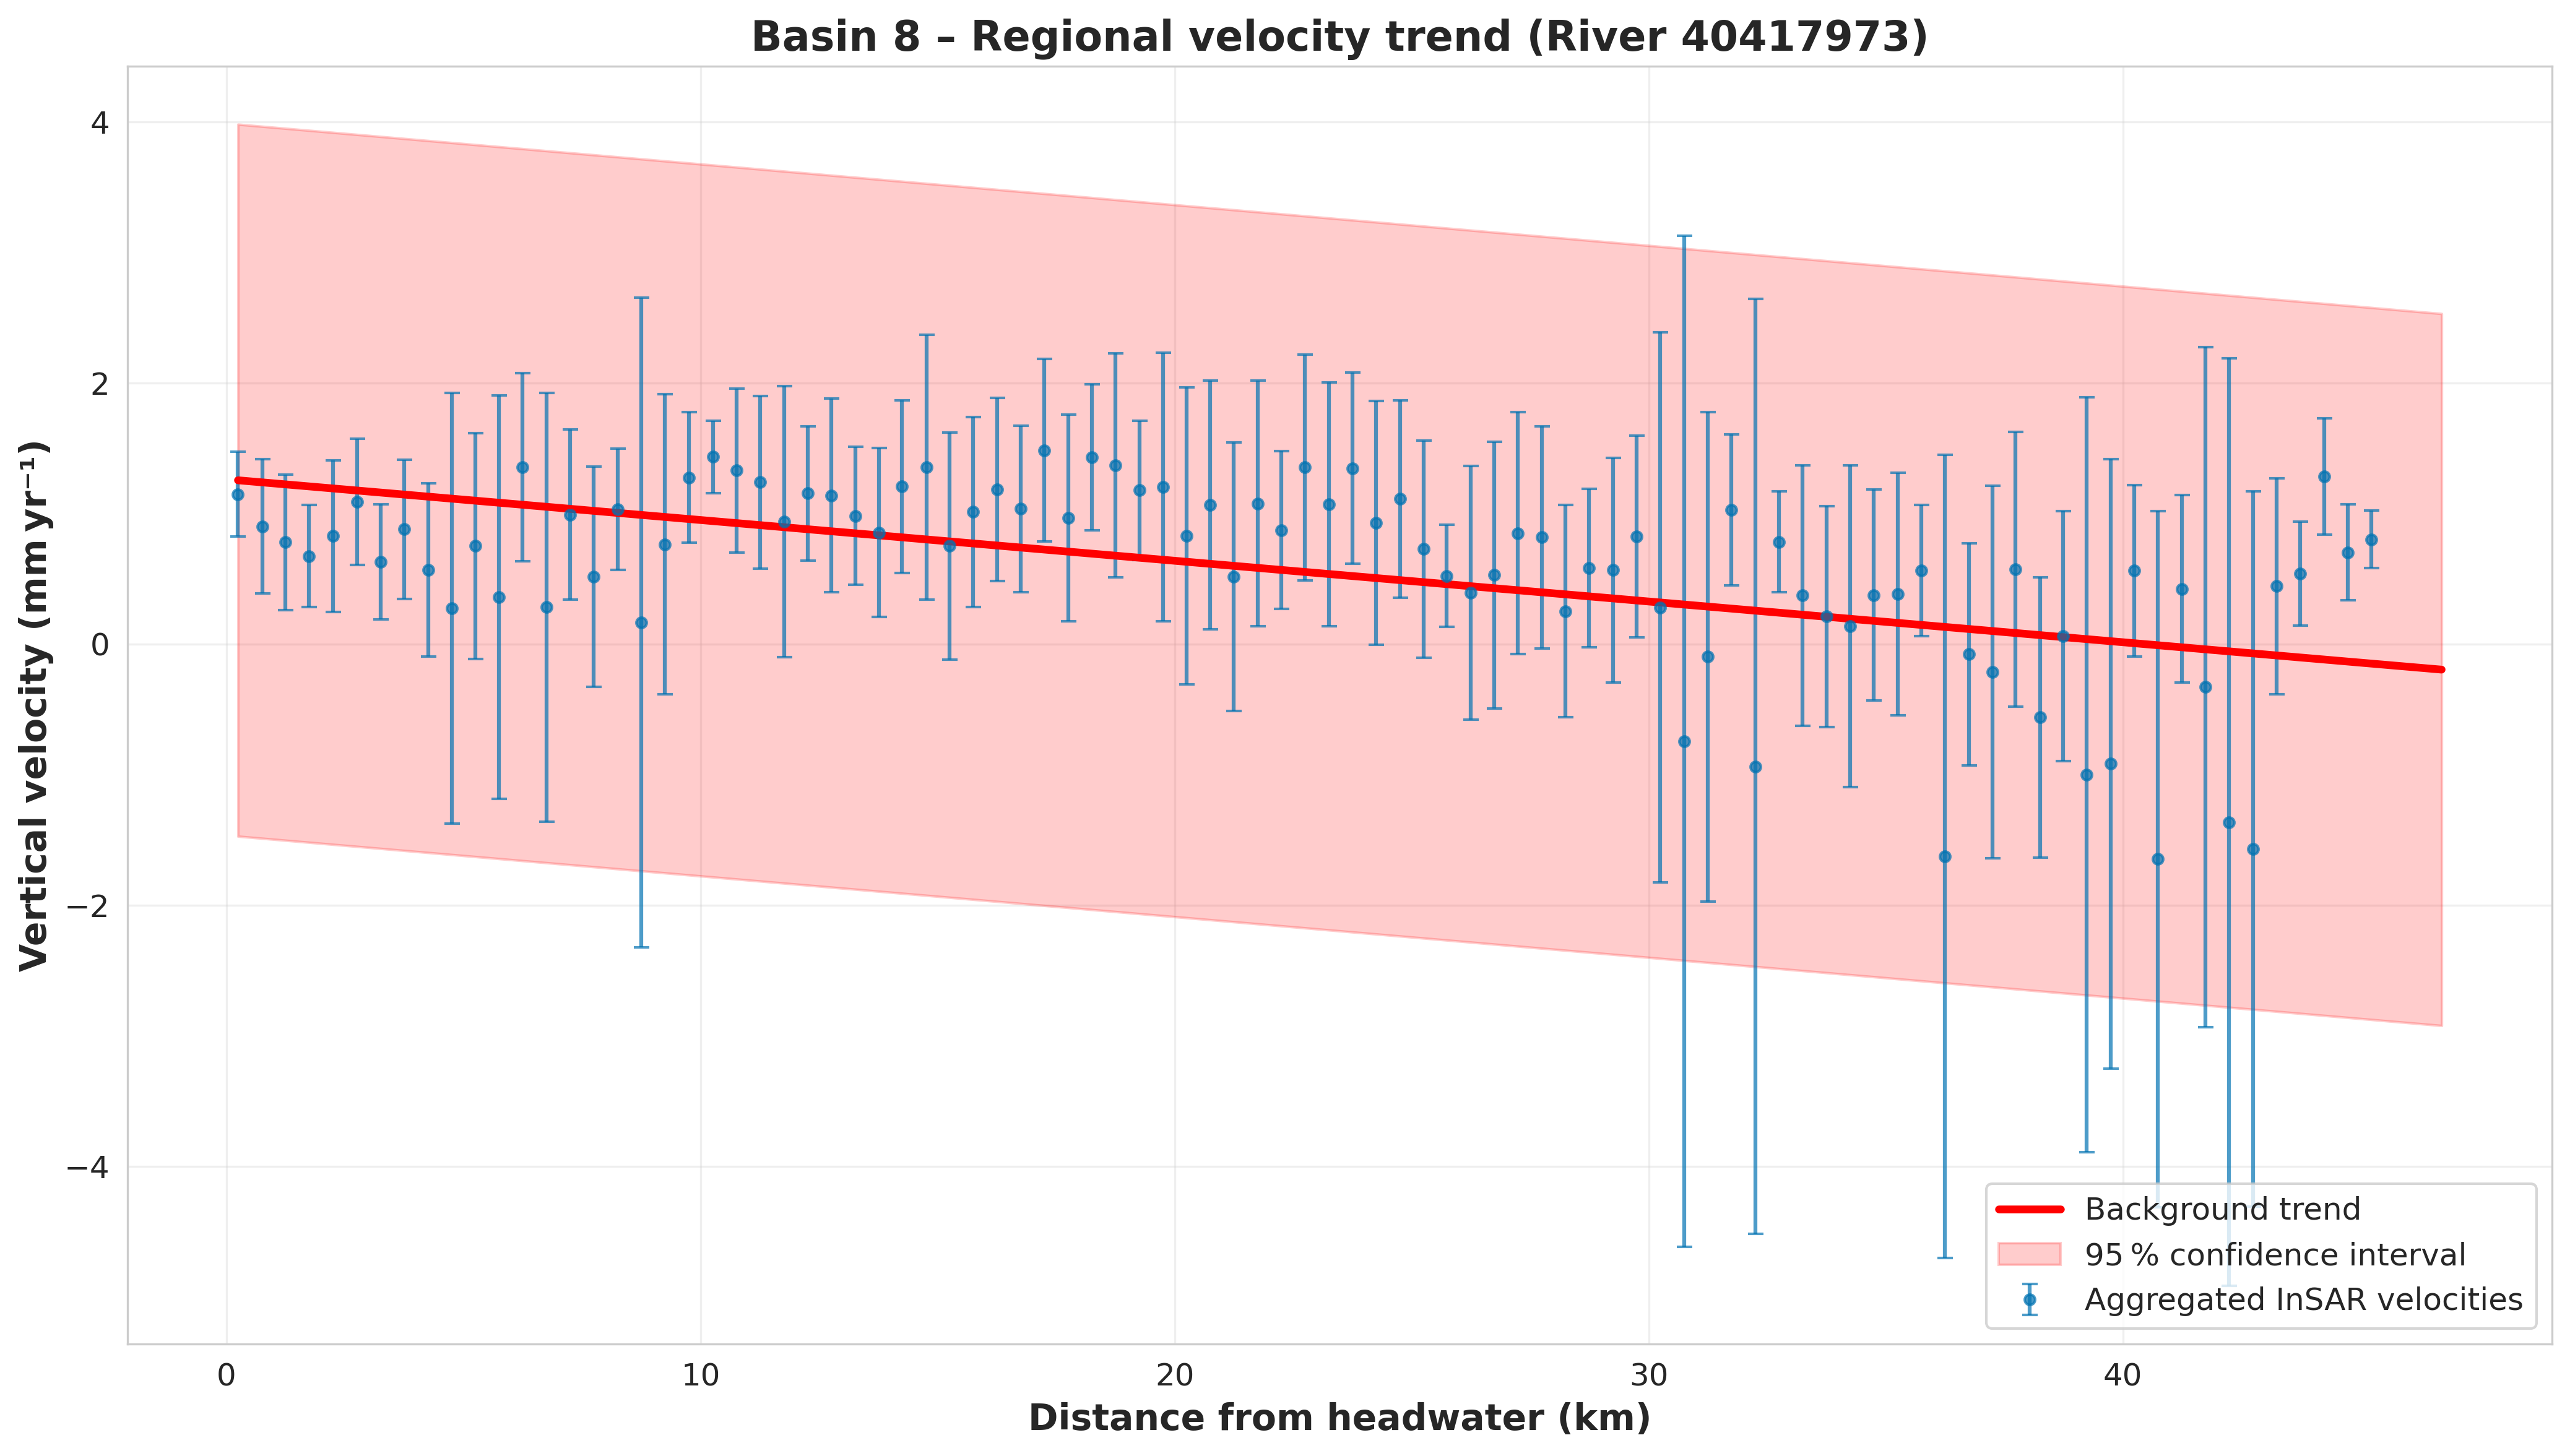 Basin 8 – Regional velocity trend (River 40417973)
Vertical velocity (mm yr⁻¹)
4
2
0
−2
−4
0
10
20
30
40
Distance from headwater (km)
Background trend
95 % confidence interval
Aggregated InSAR velocities